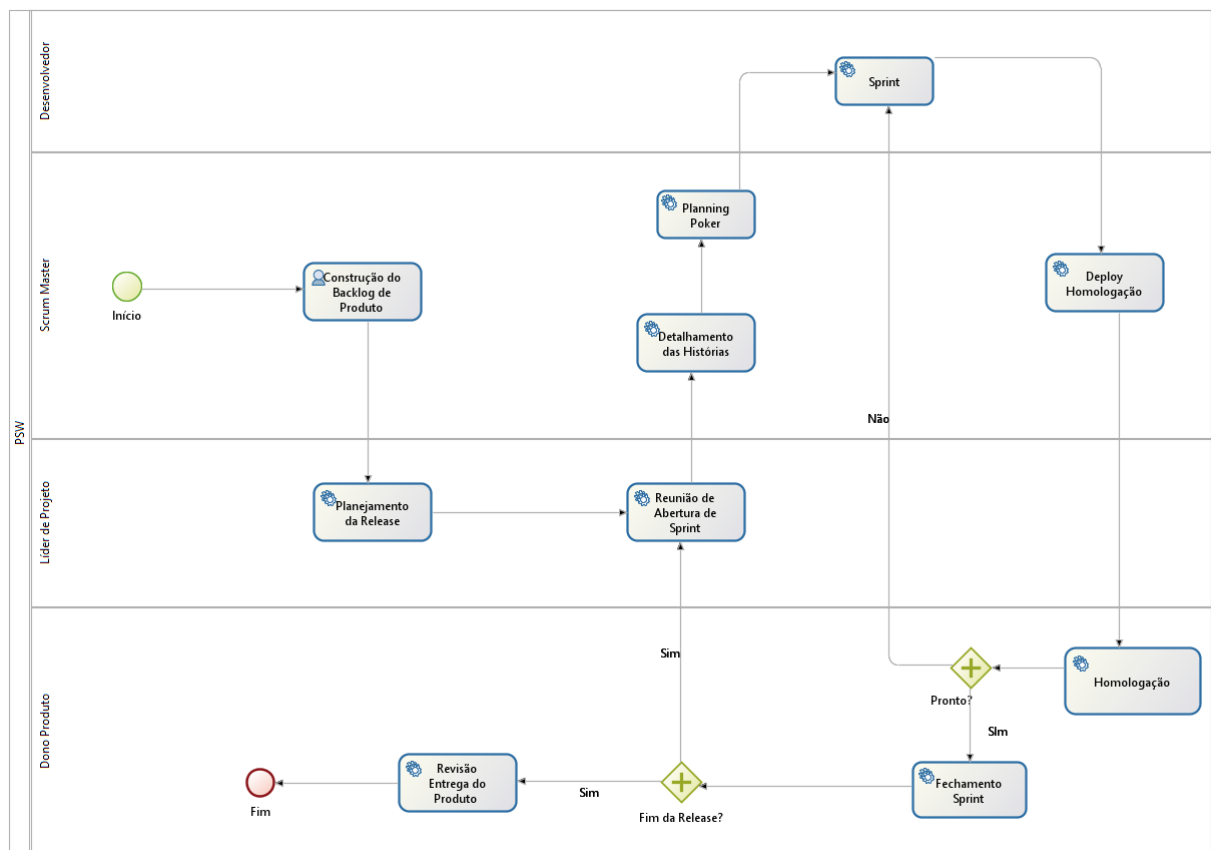 PSW
Desenvolvedor
Sprint
Scrum Master
Início
Construção do
Backlog de
Produto
Planning
Poker
Detalhamento
das Histórias
Deploy
Homologação
Não
Líder de Projeto
Planejamento
da Release
Reunião de
Abertura de
Sprint
Dono Produto
Sim
Pronto?
Homologação
SIm
Fechamento
Sprint
Fim da Release?
Sim
Revisão
Entrega do
Produto
Fim